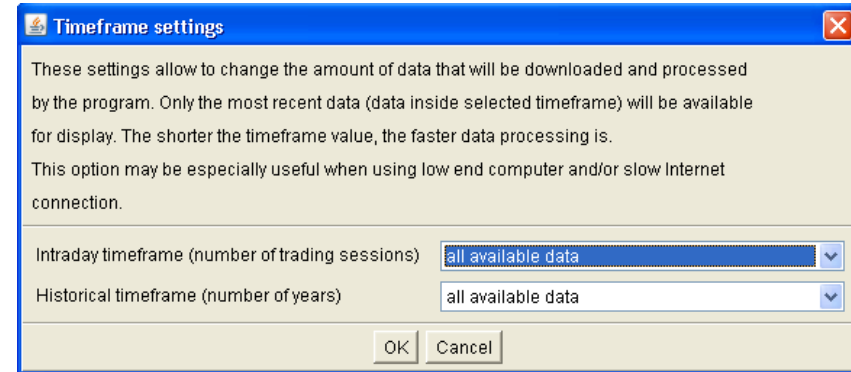 Timeframe settings
These settings allow to change the amount of data that will be downloaded and processed
by the program. Only the most recent data (data inside selected timeframe) will be available
for display. The shorter the timeframe value, the faster data processing is.
This option may be especially useful when using low end computer and/or slow Internet
connection.
Intraday timeframe (number of trading sessions) all available data
Historical timeframe (number of years) all available data
OK Cancel